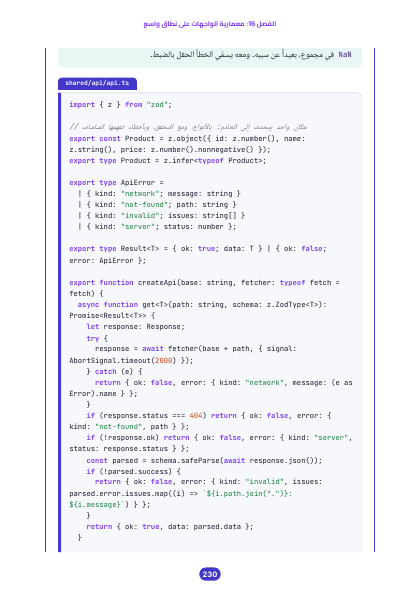 الفصل 16: معمارية الواجهات على نطاق واسع
NaN في مجموع، بعيداً عن سببه. ومعه يسمّي الخطأ الحقل بالضبط.
shared/api/api.ts
import { z } from "zod";
// مكان واحد يتحدث إلى الخادم: بالأنواع، ومع التحقق، وبأخطاء تفهمها الشاشات
export const Product = z.object({ id: z.number(), name:
z.string(), price: z.number().nonnegative() });
export type Product = z.infer<typeof Product>;
export type ApiError =
| { kind: "network"; message: string }
| { kind: "not-found"; path: string }
| { kind: "invalid"; issues: string[] }
| { kind: "server"; status: number };
export type Result<T> = { ok: true; data: T } | { ok: false;
error: ApiError };
export function createApi(base: string, fetcher: typeof fetch =
fetch) {
async function get<T>(path: string, schema: z.ZodType<T>):
Promise<Result<T>> {
let response: Response;
try {
response = await fetcher(base + path, { signal:
AbortSignal.timeout(2000) });
} catch (e) {
return { ok: false, error: { kind: "network", message: (e as
Error).name } };
}
if (response.status === 404) return { ok: false, error: {
kind: "not-found", path } };
if (!response.ok) return { ok: false, error: { kind: "server",
status: response.status } };
const parsed = schema.safeParse(await response.json());
if (!parsed.success) {
return { ok: false, error: { kind: "invalid", issues:
parsed.error.issues.map((i) => `${i.path.join(".")}:
${i.message}`) } };
}
return { ok: true, data: parsed.data };
}
230